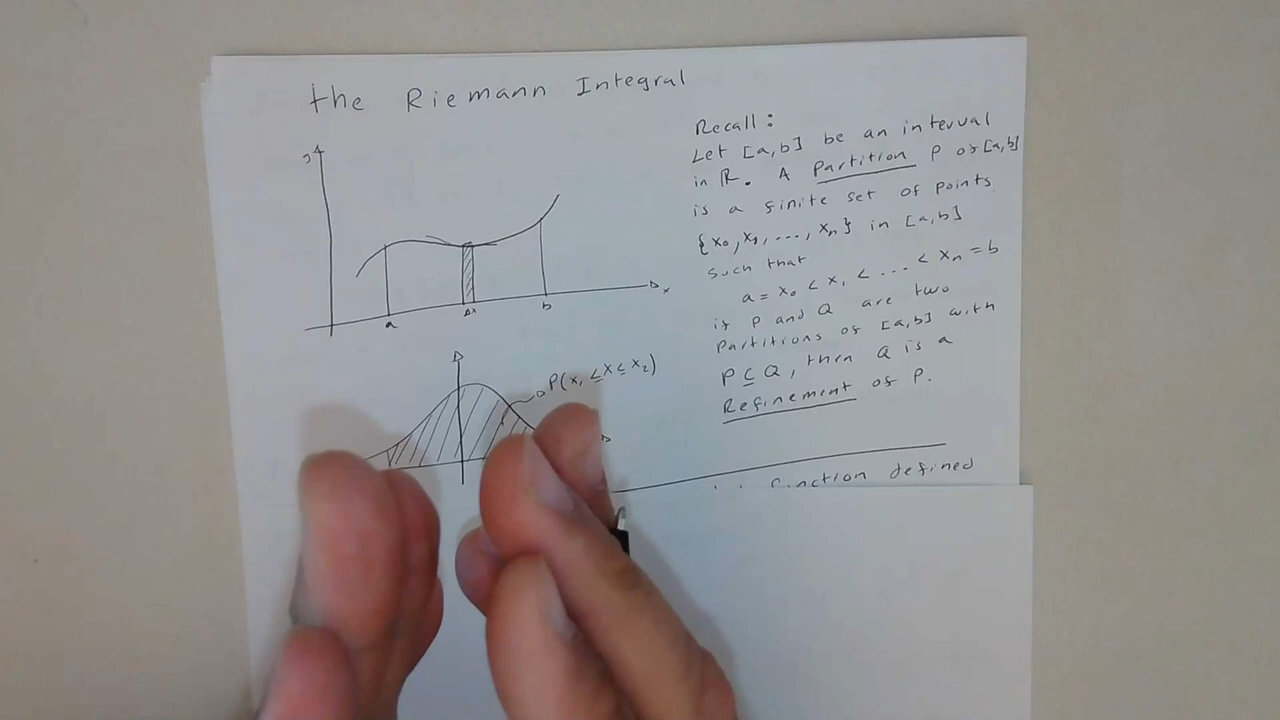 the Riemann Integral
Recall:
Let [a,b] be an interval
in ℝ. A Partition P of [a,b]
is a finite set of points
{x₀,x₁,...,xₙ} in [a,b]
such that
a = x₀ < x₁ < ... < xₙ = b
if P and Q are two
Partitions of [a,b] with
P ⊆ Q, then Q is a
Refinement of P.
function defined
y
a
Δx
b
x
P(x₁ ≤ X ≤ x₂)